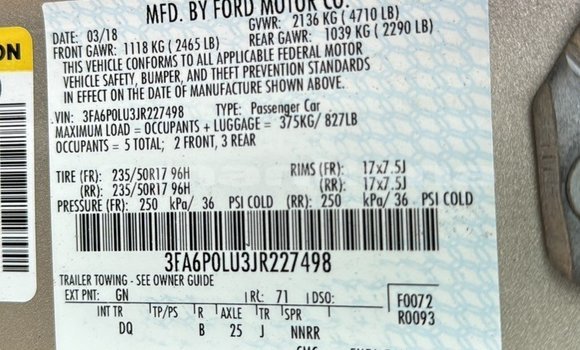 MFD. BY FORD MOTOR CO.
DATE: 03/18 GVWR: 2136 KG ( 4710 LB)
FRONT GAWR: 1118 KG ( 2465 LB) REAR GAWR: 1039 KG ( 2290 LB)
THIS VEHICLE CONFORMS TO ALL APPLICABLE FEDERAL MOTOR
VEHICLE SAFETY, BUMPER, AND THEFT PREVENTION STANDARDS
IN EFFECT ON THE DATE OF MANUFACTURE SHOWN ABOVE.
VIN: 3FA6P0LU3JR227498 TYPE: Passenger Car
MAXIMUM LOAD = OCCUPANTS + LUGGAGE = 375KG/ 827LB
OCCUPANTS = 5 TOTAL; 2 FRONT, 3 REAR
TIRE (FR): 235/50R17 96H RIMS (FR): 17x7.5J
(RR): 235/50R17 96H (RR): 17x7.5J
PRESSURE (FR): 250 kPa/ 36 PSI COLD (RR): 250 kPa/ 36 PSI COLD
3FA6P0LU3JR227498
TRAILER TOWING - SEE OWNER GUIDE
EXT PNT: GN RC: 71 DSO: F0072
INT TR TP/PS R AXLE TR SPR R0093
DQ B 25 J NNRR
ON